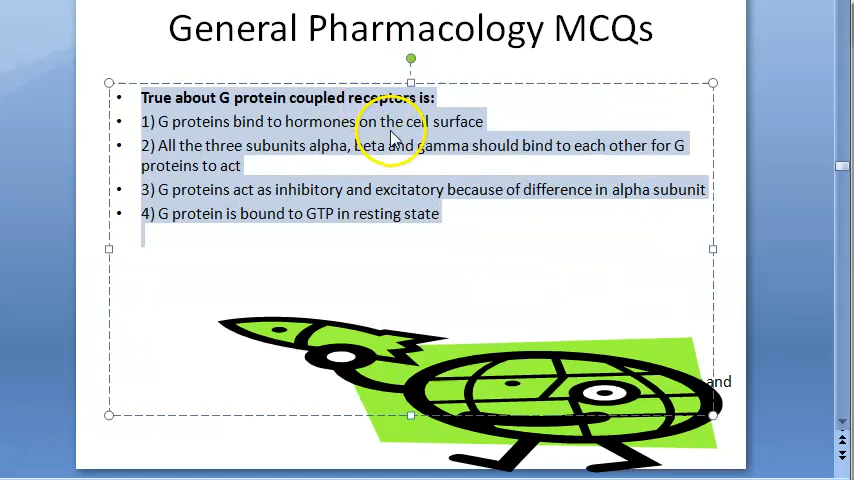 General Pharmacology MCQs
• True about G protein coupled receptors is:
• 1) G proteins bind to hormones on the cell surface
• 2) All the three subunits alpha, beta and gamma should bind to each other for G
proteins to act
• 3) G proteins act as inhibitory and excitatory because of difference in alpha subunit
• 4) G protein is bound to GTP in resting state
and